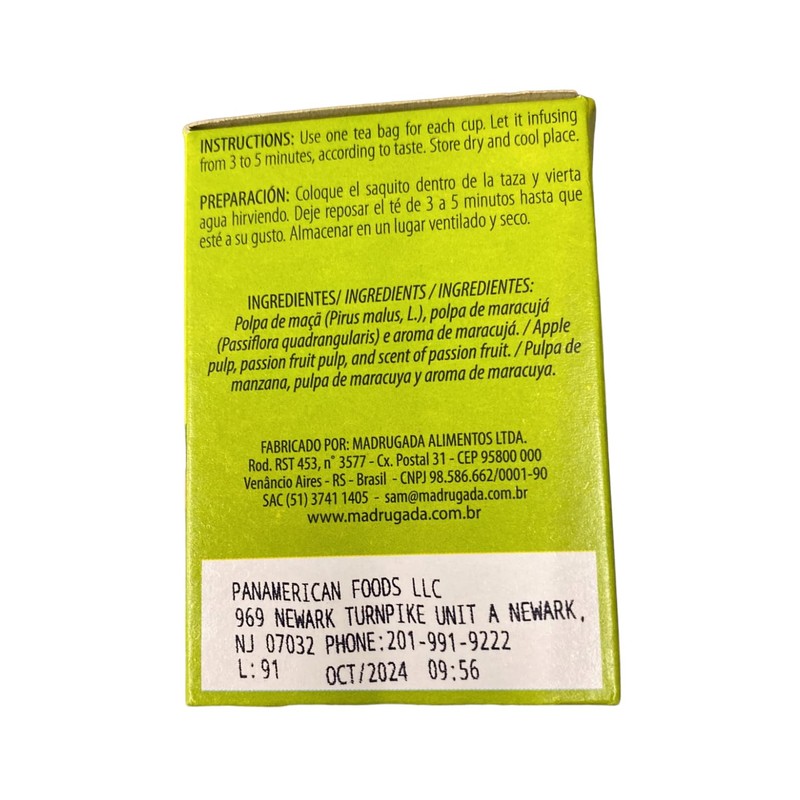 INSTRUCTIONS: Use one tea bag for each cup. Let it infusing
from 3 to 5 minutes, according to taste. Store dry and cool place.
PREPARACIÓN: Coloque el saquito dentro de la taza y vierta
agua hirviendo. Deje reposar el té de 3 a 5 minutos hasta que
esté a su gusto. Almacenar en un lugar ventilado y seco.
INGREDIENTES/ INGREDIENTS / INGREDIENTES:
Polpa de maçã (Pirus malus, L.), polpa de maracujá
(Passiflora quadrangularis) e aroma de maracujá. / Apple
pulp, passion fruit pulp, and scent of passion fruit. / Pulpa de
manzana, pulpa de maracuya y aroma de maracuya.
FABRICADO POR: MADRUGADA ALIMENTOS LTDA.
Rod. RST 453, n° 3577 - Cx. Postal 31 - CEP 95800 000
Venâncio Aires - RS - Brasil - CNPJ 98.586.662/0001-90
SAC (51) 3741 1405 - sam@madrugada.com.br
www.madrugada.com.br
PANAMERICAN FOODS LLC
969 NEWARK TURNPIKE UNIT A NEWARK,
NJ 07032 PHONE:201-991-9222
L:91 OCT/2024 09:56